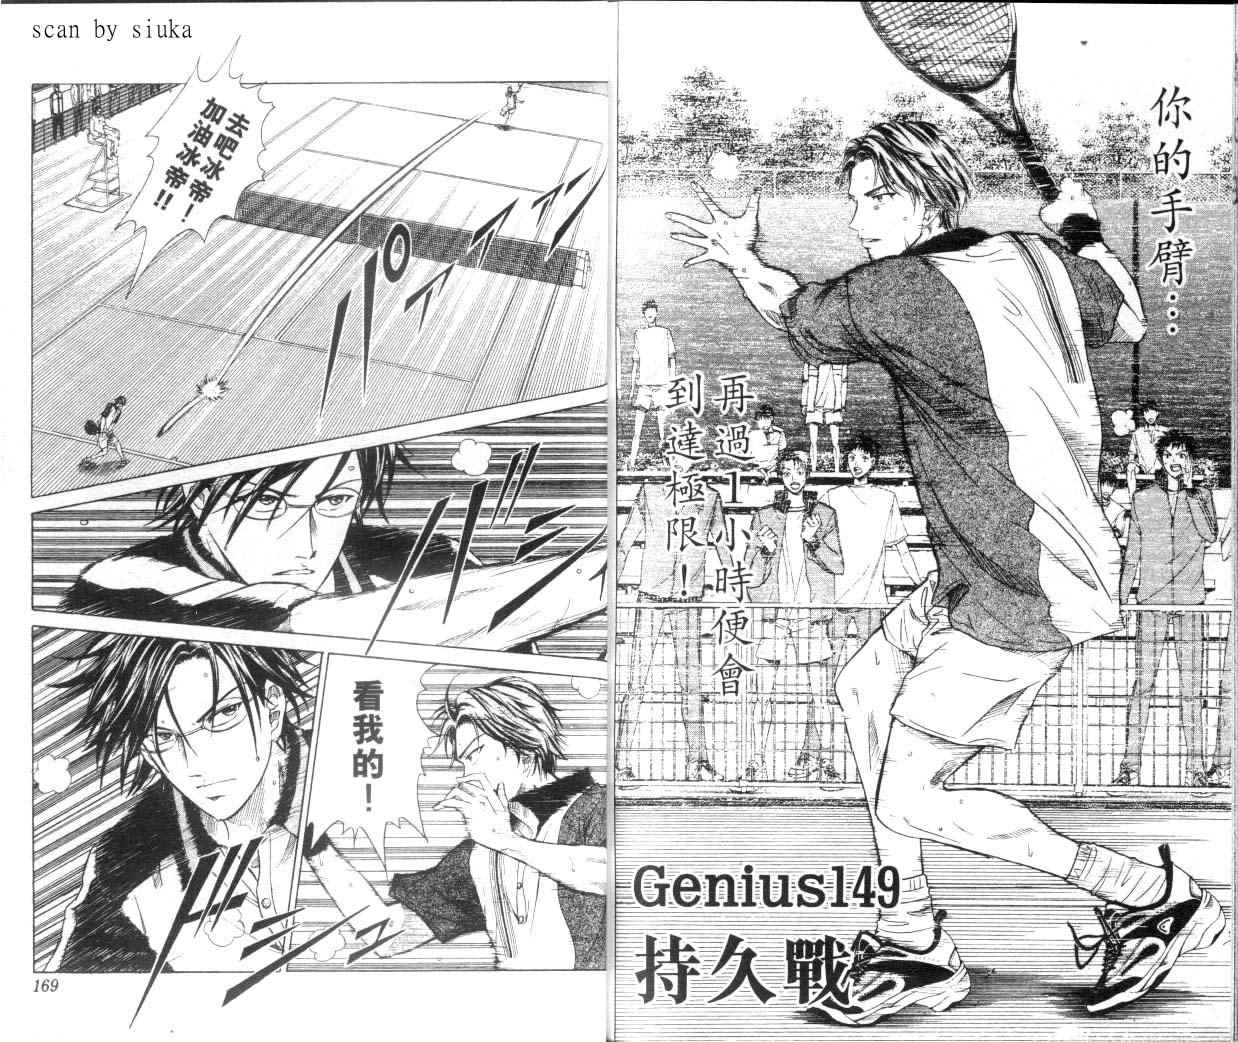 scan by siuka
你的手臂…
再過1小時便會
到達極限！
Genius149
持久戰
去吧冰帝！
加油冰帝!!
看我的！
169